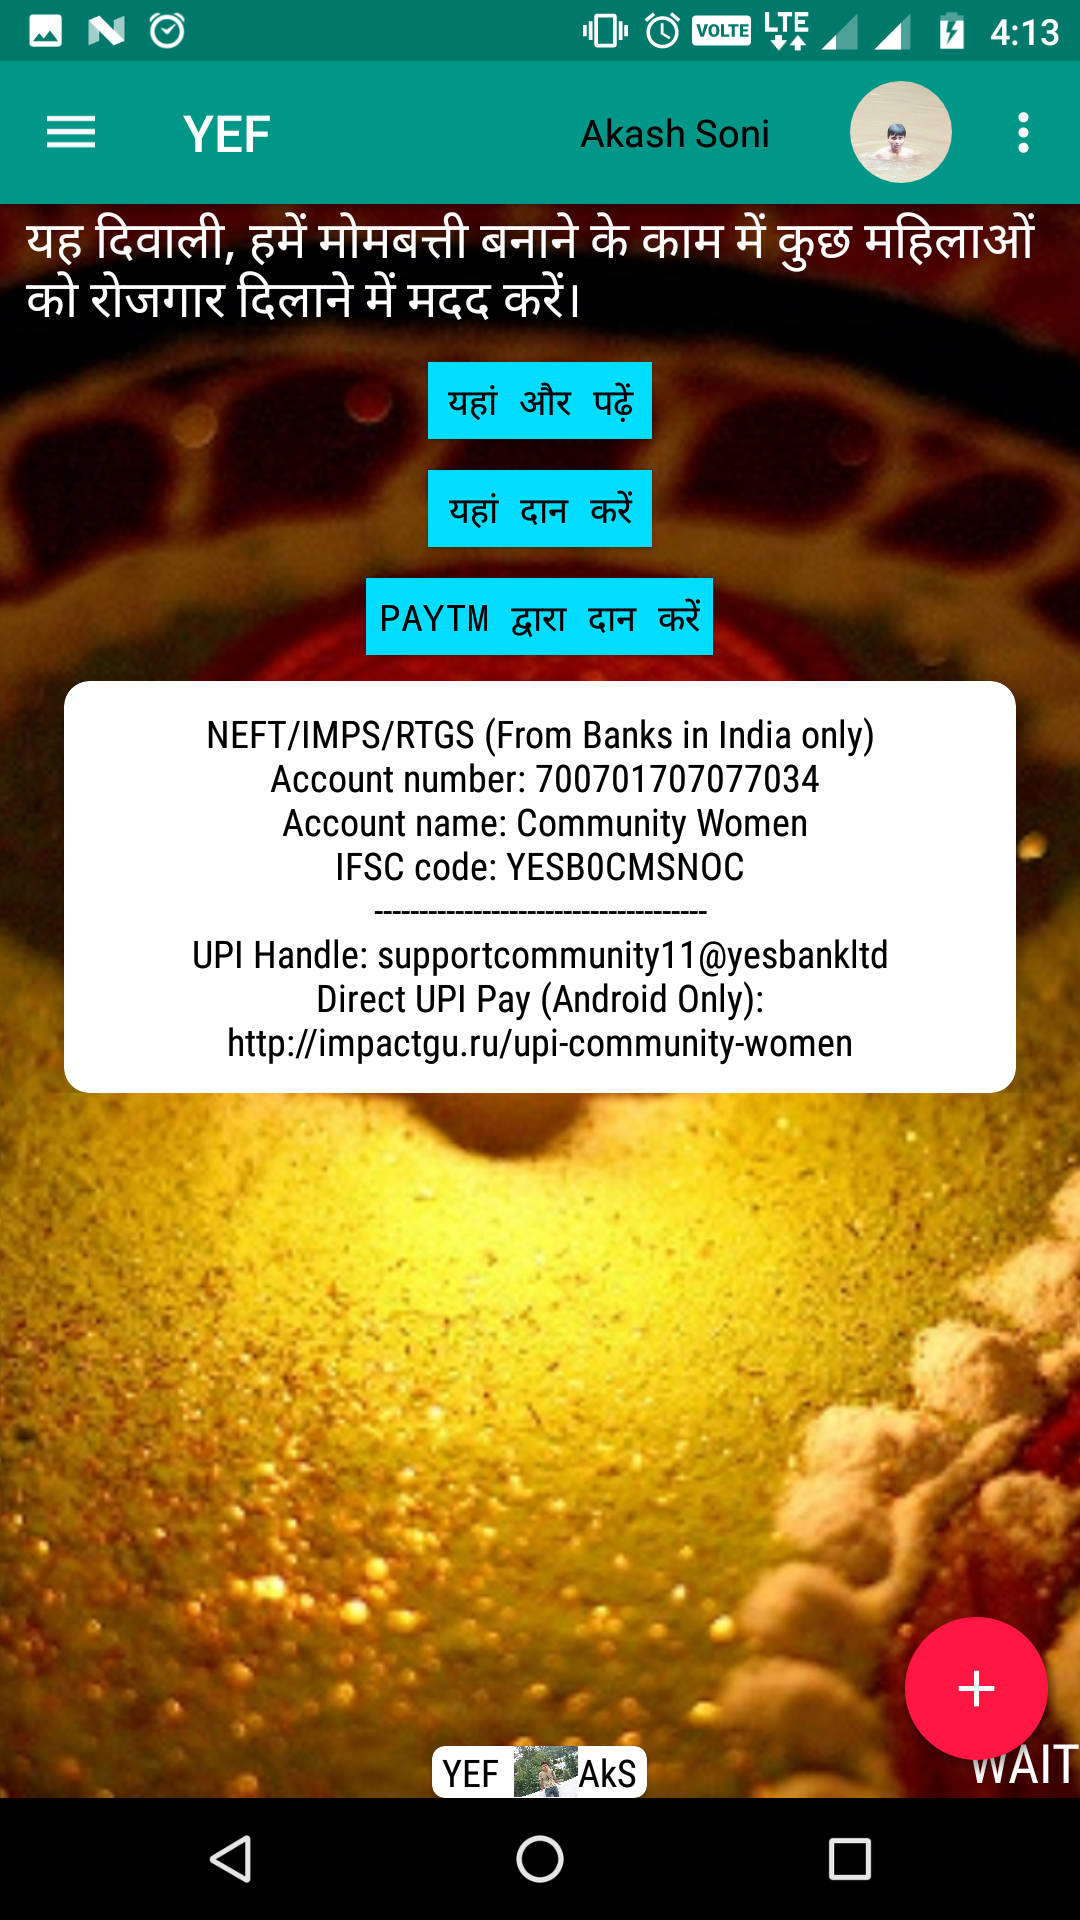 VOLTE LTE 4:13
YEF Akash Soni
यह दिवाली, हमें मोमबत्ती बनाने के काम में कुछ महिलाओं
को रोजगार दिलाने में मदद करें।
यहां और पढ़ें
यहां दान करें
PAYTM द्वारा दान करें
NEFT/IMPS/RTGS (From Banks in India only)
Account number: 700701707077034
Account name: Community Women
IFSC code: YESB0CMSNOC
-------------------------------------
UPI Handle: supportcommunity11@yesbankltd
Direct UPI Pay (Android Only):
http://impactgu.ru/upi-community-women
WAIT
YEF AkS